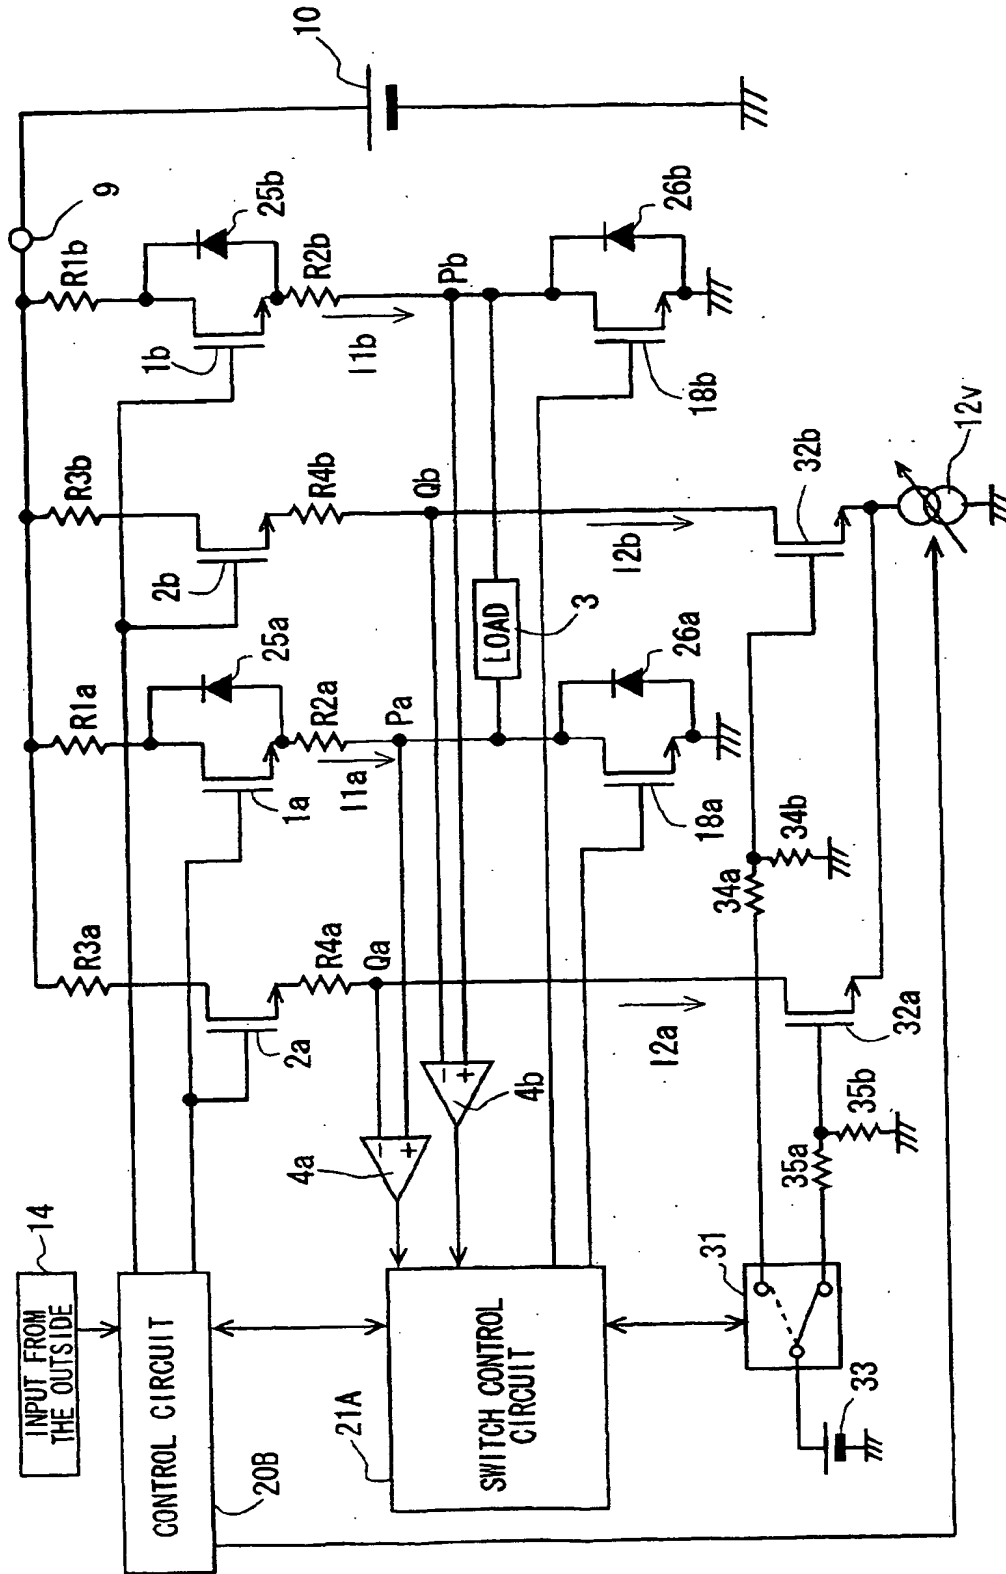 INPUT FROM
THE OUTSIDE
14
CONTROL CIRCUIT
20B
SWITCH CONTROL
CIRCUIT
21A
31
33
4a
4b
R3a
2a
R4a
Qa
I2a
35a
35b
32a
R1a
25a
1a
R2a
I1a
Pa
LOAD
3
26a
18a
34a
34b
R3b
2b
R4b
Qb
I2b
32b
12v
R1b
25b
1b
R2b
I1b
Pb
26b
18b
9
10
-
+
-
+